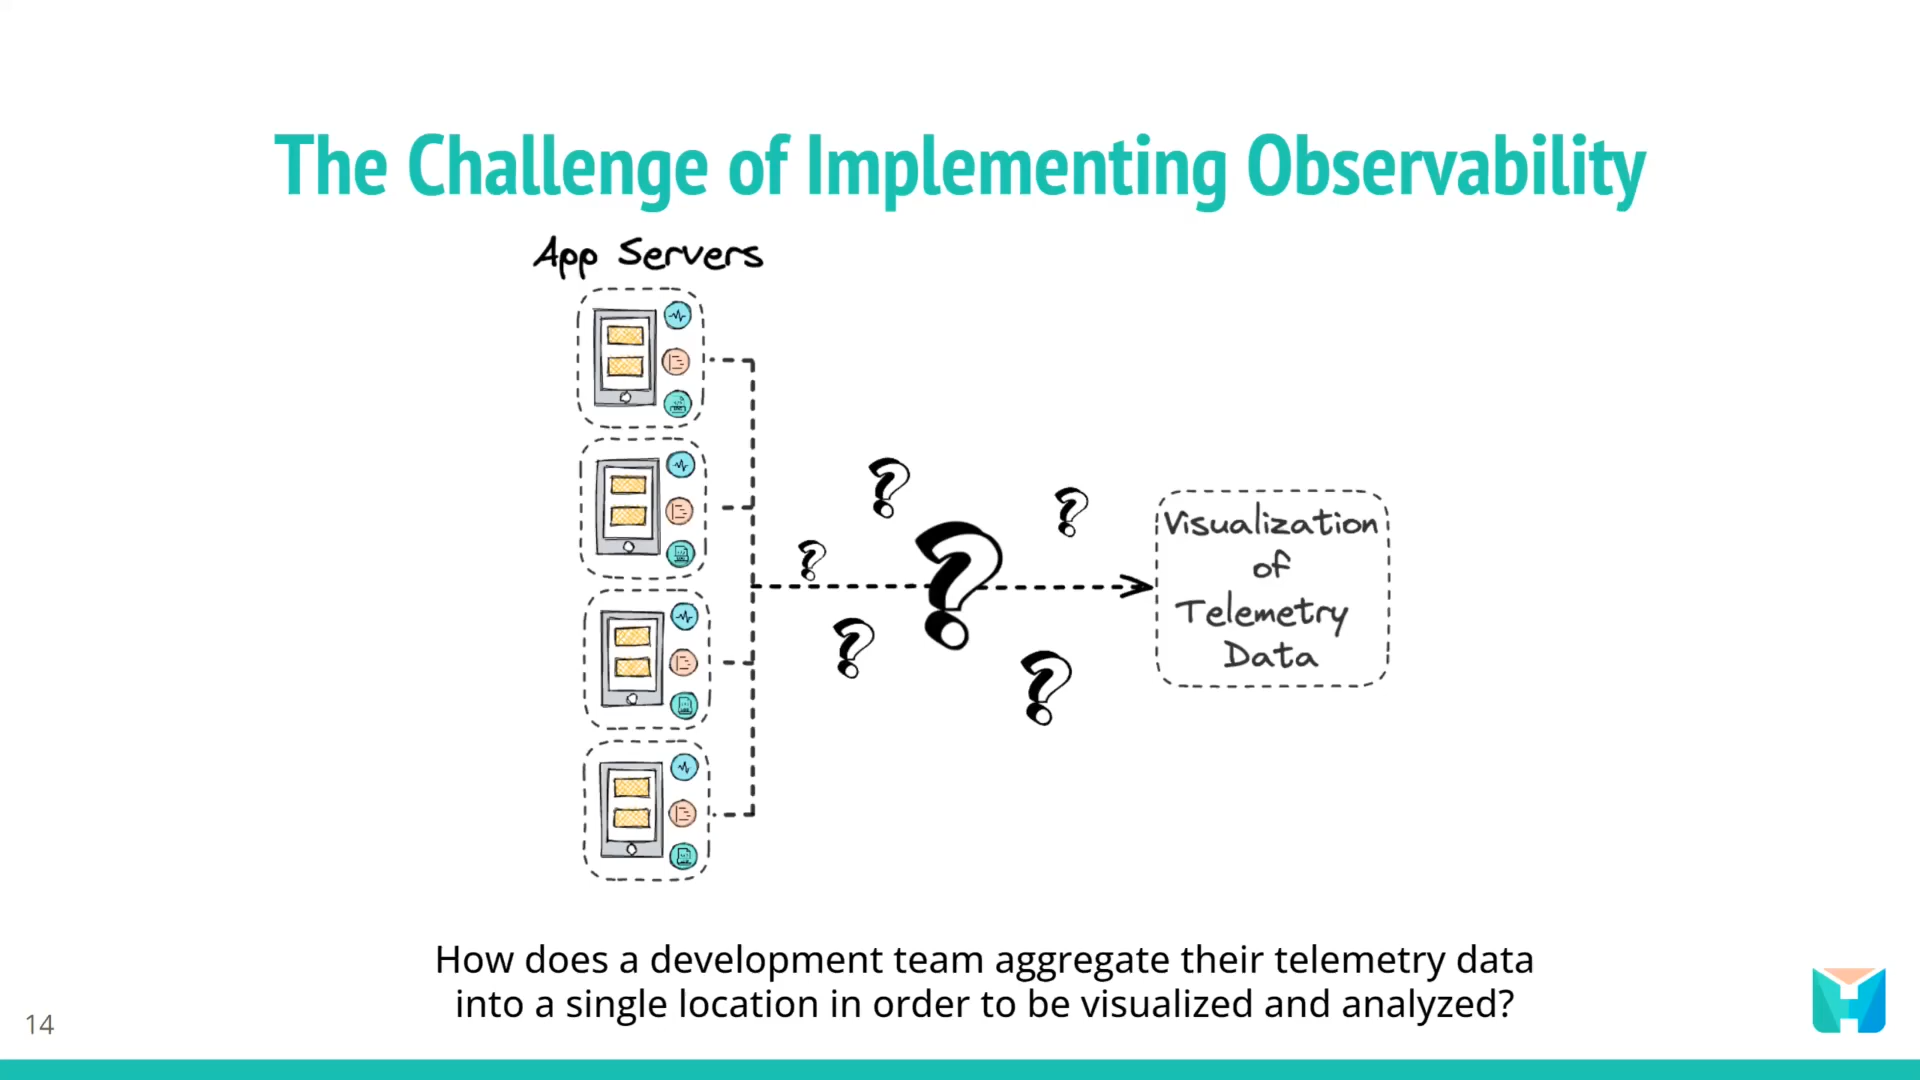 The Challenge of Implementing Observability
App Servers
Visualization
of
Telemetry
Data
How does a development team aggregate their telemetry data
into a single location in order to be visualized and analyzed?
14